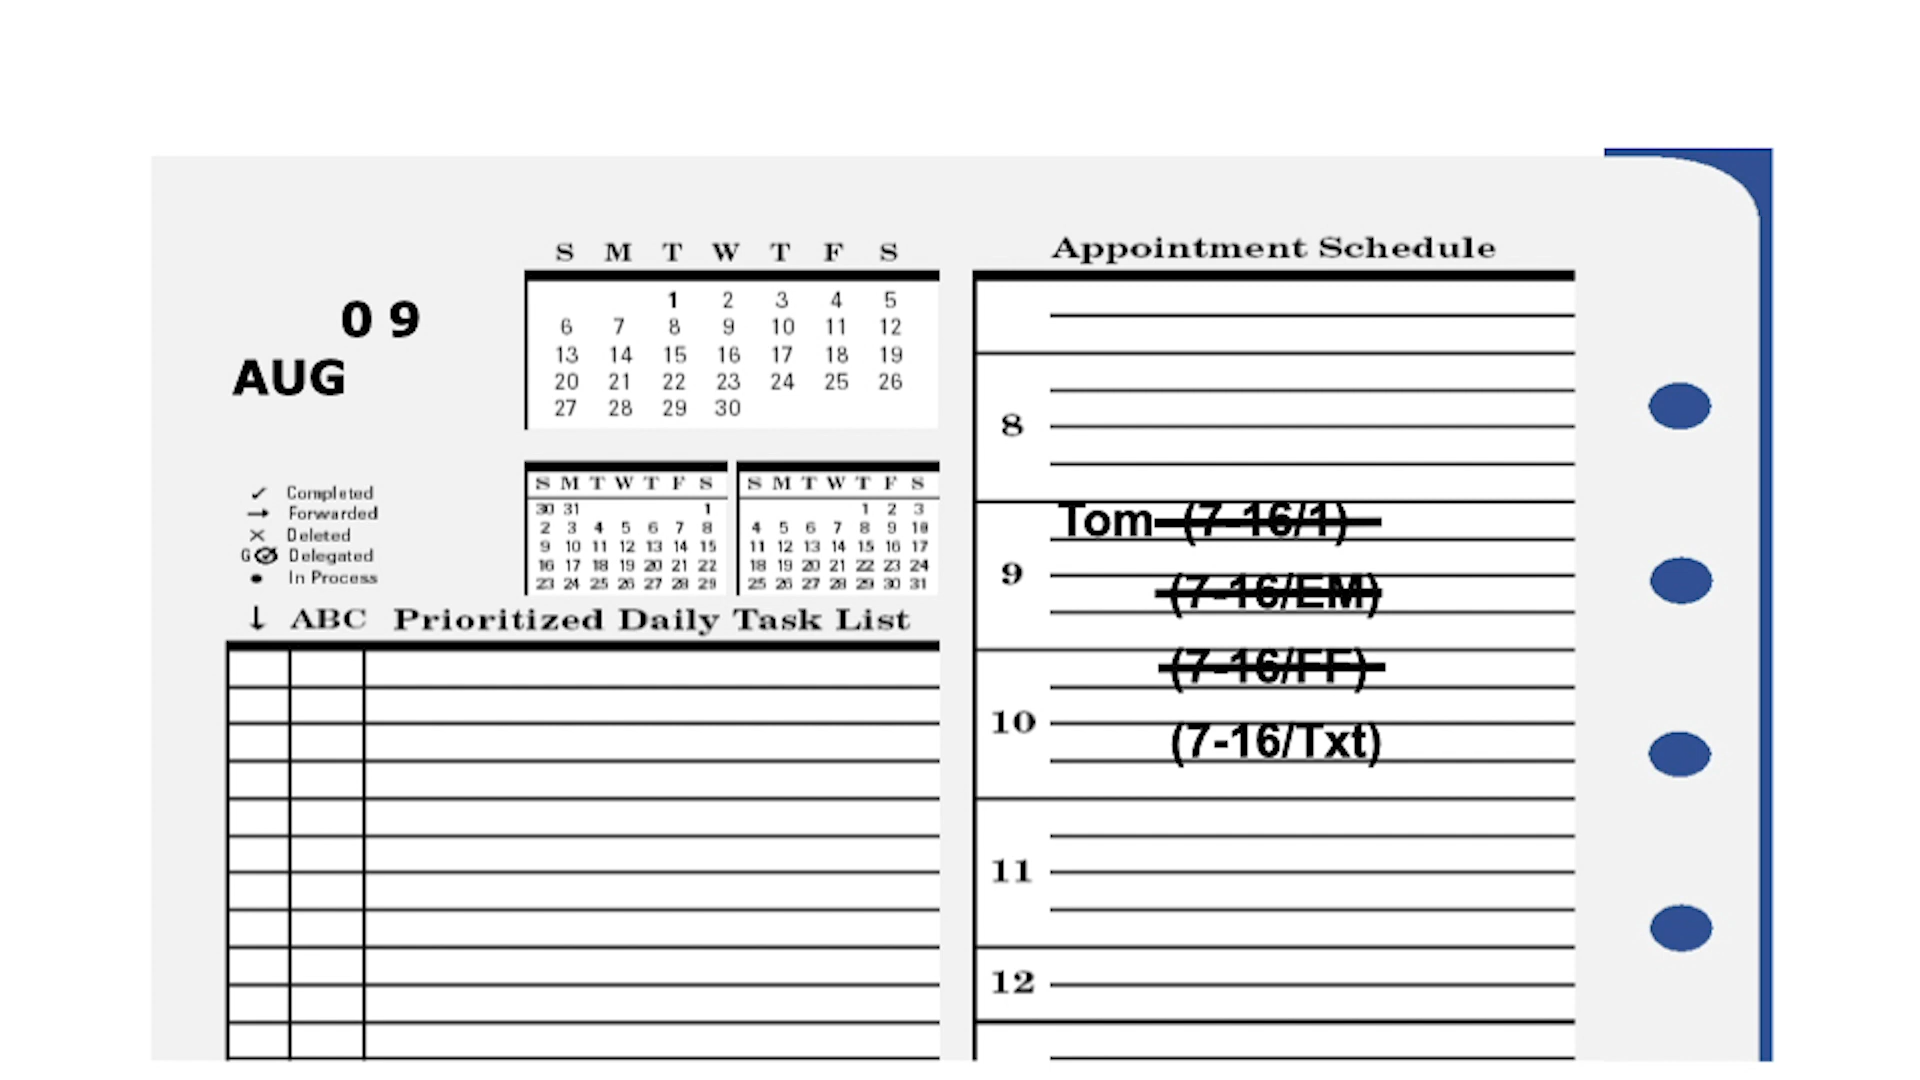 0 9
AUG
S M T W T F S
1 2 3 4 5
6 7 8 9 10 11 12
13 14 15 16 17 18 19
20 21 22 23 24 25 26
27 28 29 30
✓ Completed
→ Forwarded
× Deleted
G Delegated
● In Process
S M T W T F S
30 31 1
2 3 4 5 6 7 8
9 10 11 12 13 14 15
16 17 18 19 20 21 22
23 24 25 26 27 28 29
S M T W T F S
1 2 3
4 5 6 7 8 9 10
11 12 13 14 15 16 17
18 19 20 21 22 23 24
25 26 27 28 29 30 31
↓ ABC Prioritized Daily Task List
Appointment Schedule
8
Tom (7-16/1)
9
(7-16/EM)
(7-16/FF)
10
(7-16/Txt)
11
12